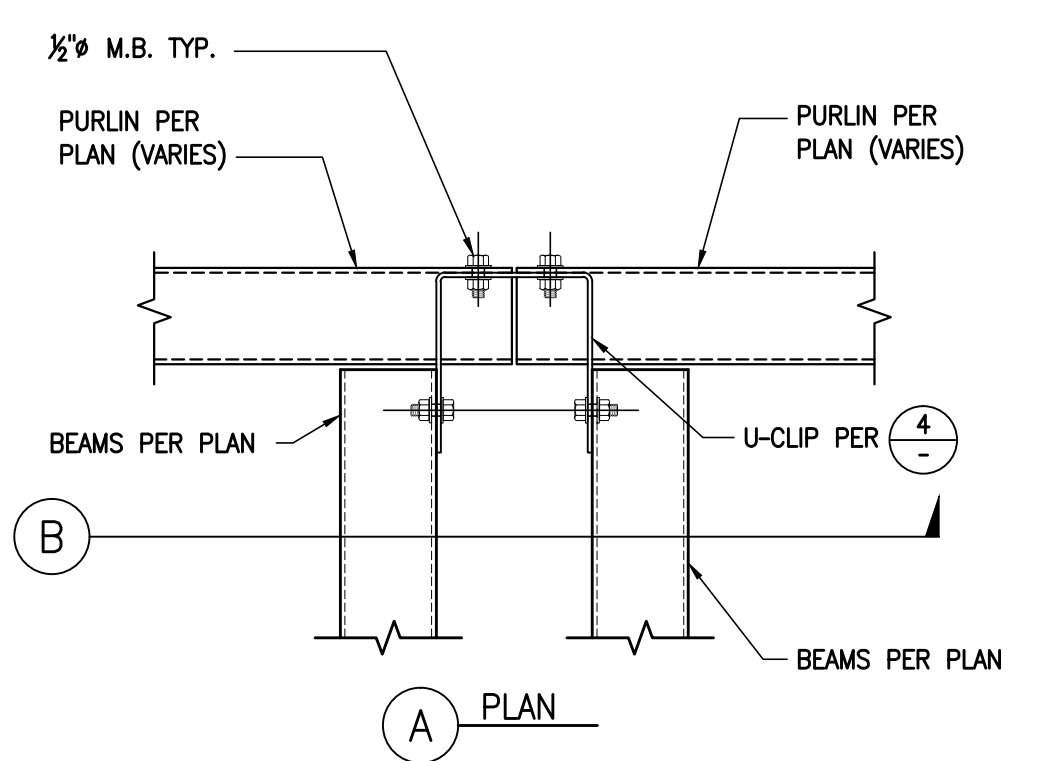 ½"ø M.B. TYP.
PURLIN PER
PLAN (VARIES)
PURLIN PER
PLAN (VARIES)
BEAMS PER PLAN
U-CLIP PER
4
-
B
BEAMS PER PLAN
A
PLAN